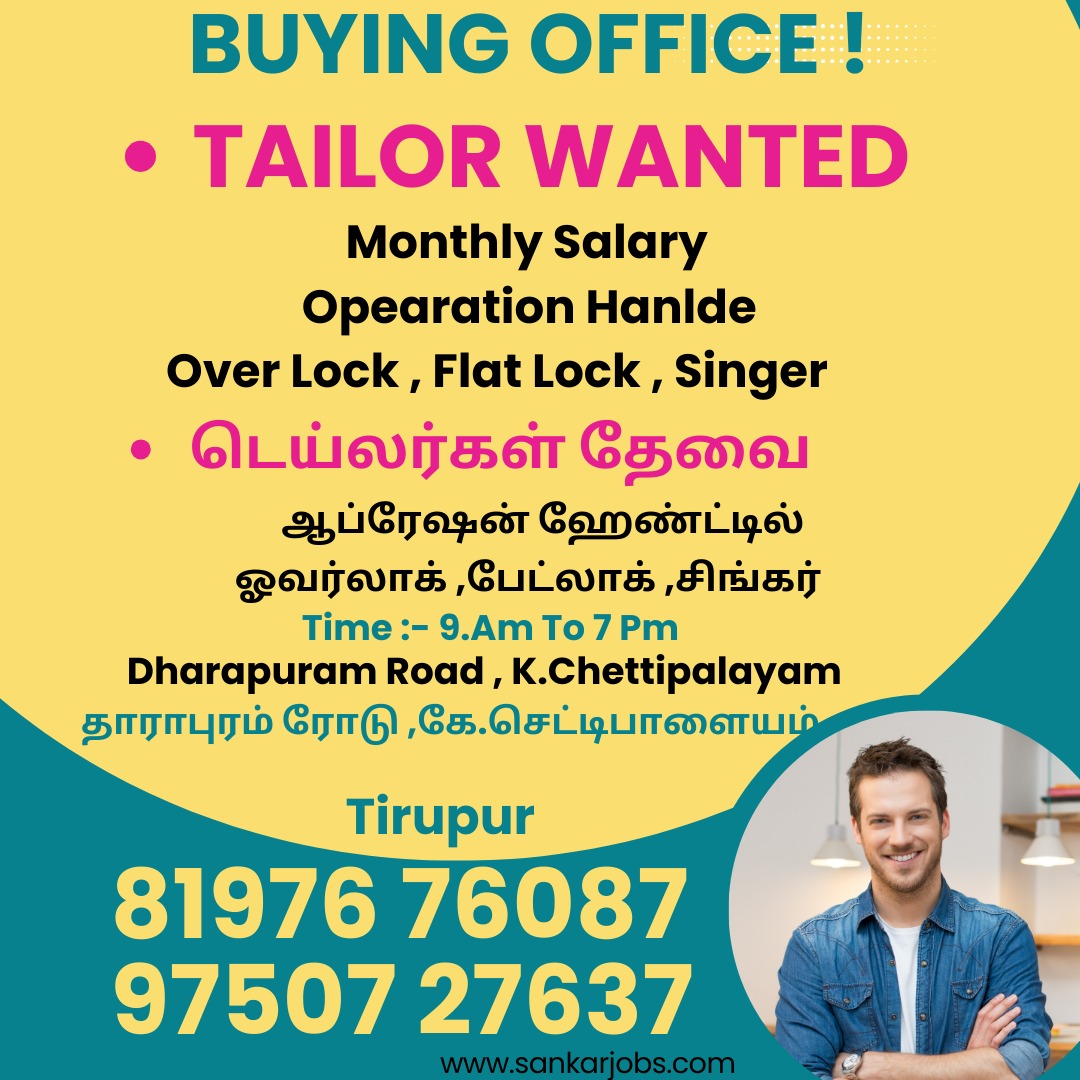 BUYING OFFICE !
• TAILOR WANTED
Monthly Salary
Opearation Hanlde
Over Lock , Flat Lock , Singer
• டெய்லர்கள் தேவை
ஆப்ரேஷன் ஹேண்ட்டில்
ஓவர்லாக் ,பேட்லாக் ,சிங்கர்
Time :- 9.Am To 7 Pm
Dharapuram Road , K.Chettipalayam
தாராபுரம் ரோடு ,கே.செட்டிபாளையம்
Tirupur
81976 76087
97507 27637
www.sankarjobs.com